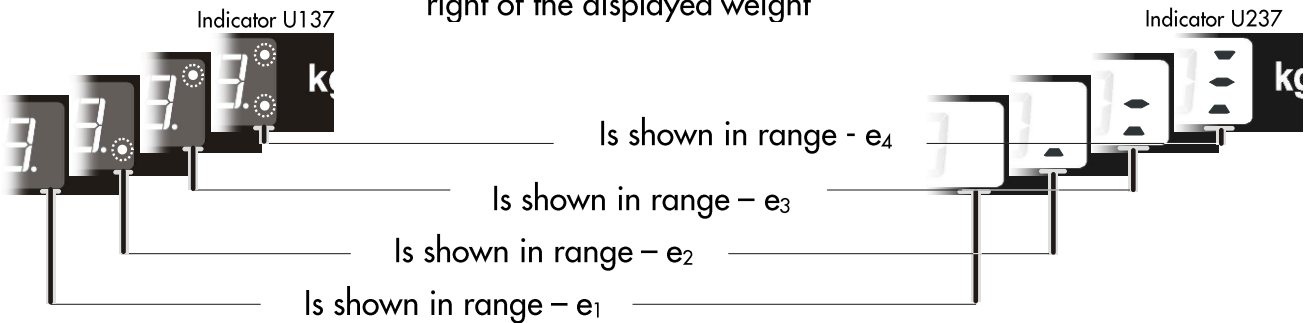 right of the displayed weight
Indicator U137
Indicator U237
kg
kg
Is shown in range - e4
Is shown in range – e3
Is shown in range – e2
Is shown in range – e1